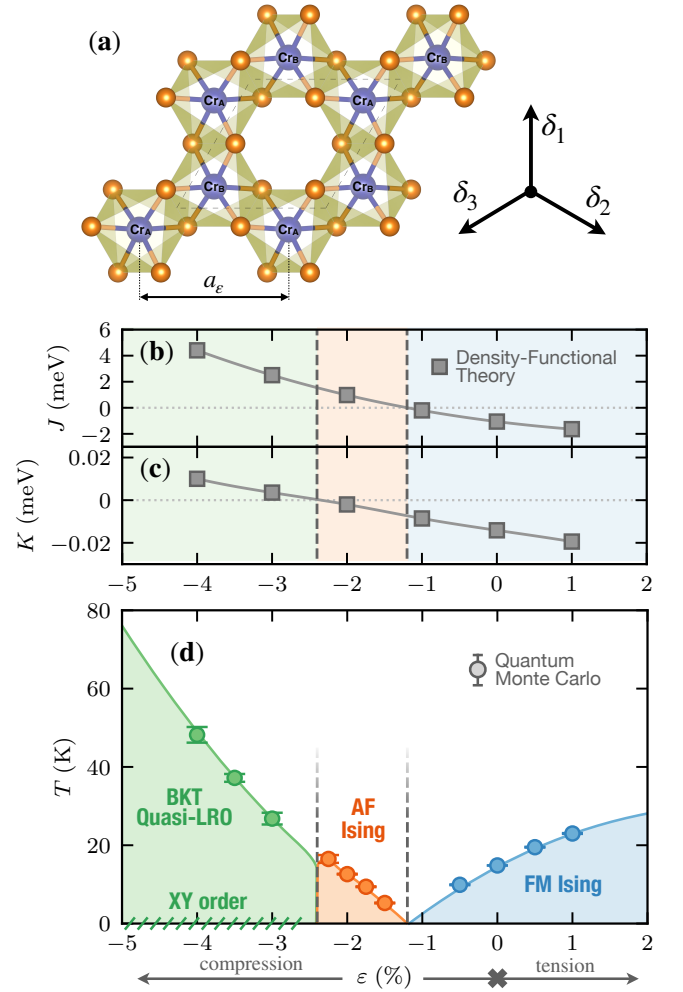 (a)
Cr_B Cr_B
Cr_A Cr_A
δ_1
Cr_B Cr_B
δ_3 δ_2
Cr_A Cr_A
a_ε
(b)
Density-Functional
Theory
6
4
2
0
−2
J (meV)
(c)
0.02
0
−0.02
K (meV)
−5 −4 −3 −2 −1 0 1 2
(d)
Quantum
Monte Carlo
80
60
40
20
0
T (K)
BKT
Quasi-LRO
AF
Ising
FM Ising
XY order
−5 −4 −3 −2 −1 0 1 2
compression ε (%) tension